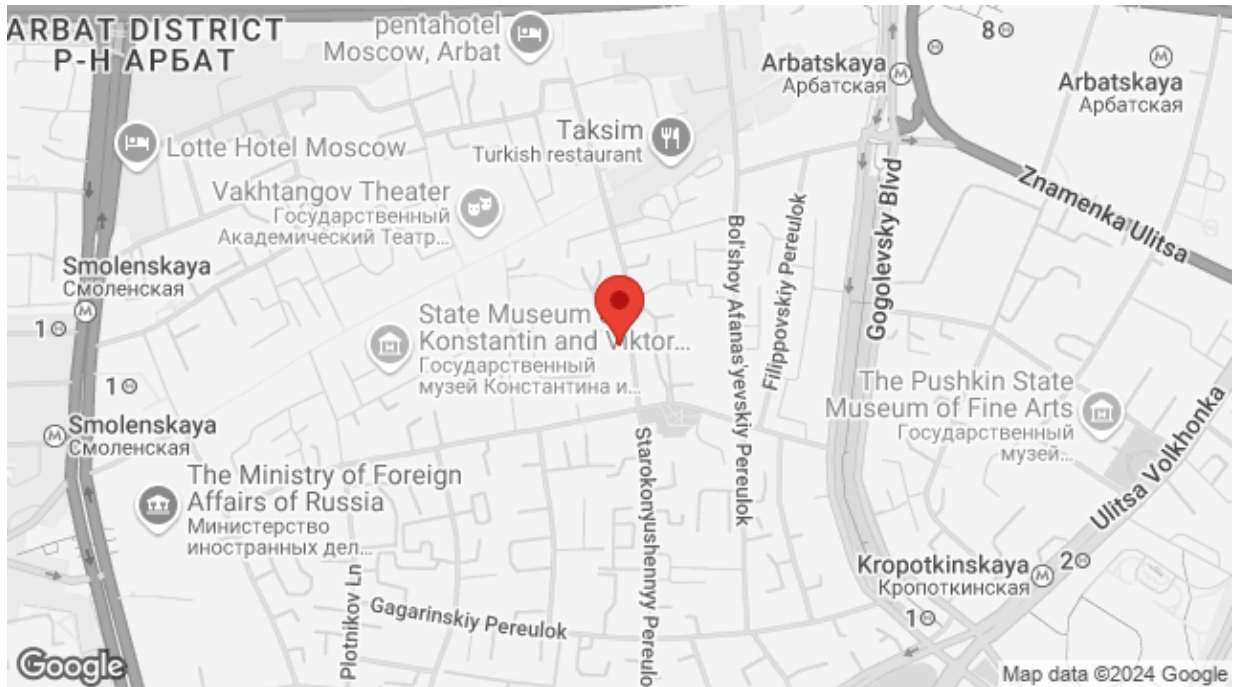 ARBAT DISTRICT
Р-Н АРБАТ
pentahotel
Moscow, Arbat
8
Arbatskaya
Арбатская
Arbatskaya
Арбатская
Lotte Hotel Moscow
Taksim
Turkish restaurant
Znamenka Ulitsa
Vakhtangov Theater
Государственный
Академический Театр...
Gogolevsky Blvd
Bol'shoy Afanas'yevskiy Pereulok
Filippovskiy Pereulok
Smolenskaya
Смоленская
1
State Museum
Konstantin and Viktor...
Государственный
музей Константина и...
1
The Pushkin State
Museum of Fine Arts
Государственный
музей...
Smolenskaya
Смоленская
Starokonyushennyy Pereulo
Ulitsa Volkhonka
The Ministry of Foreign
Affairs of Russia
Министерство
иностранных дел...
Kropotkinskaya
Кропоткинская
2
1
Plotnikov Ln
Gagarinskiy Pereulok
Google
Map data ©2024 Google